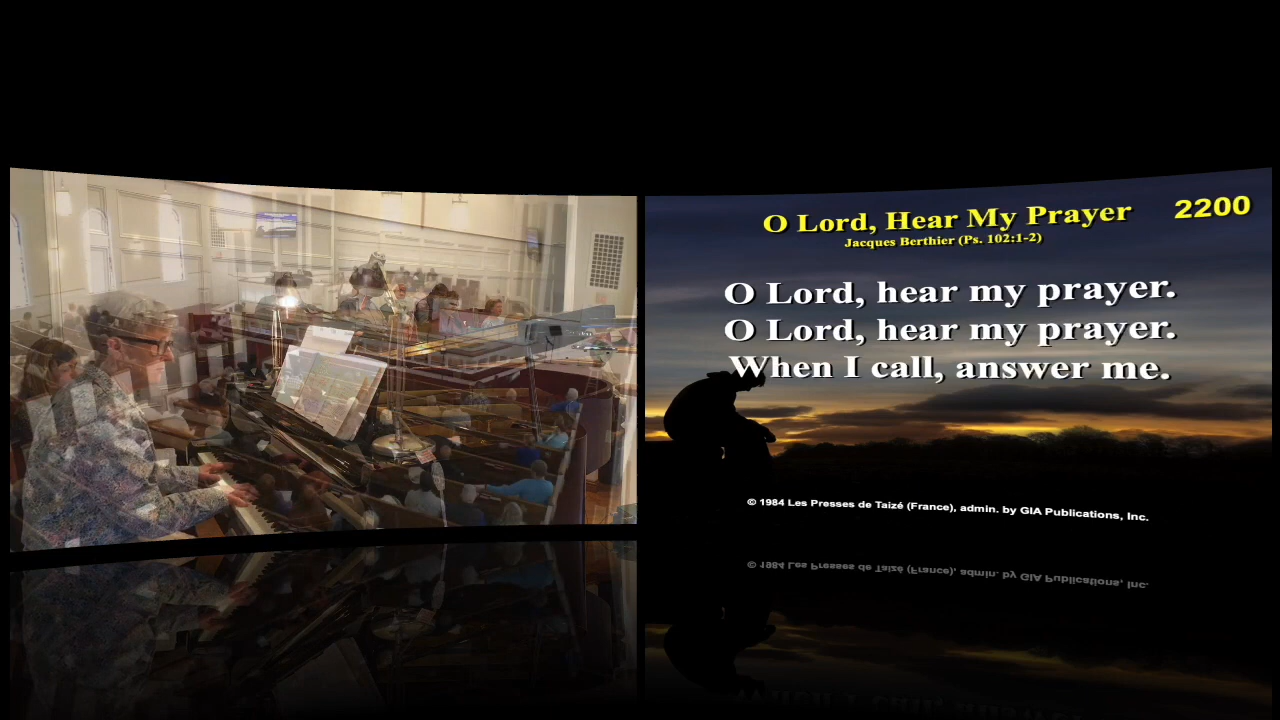 O Lord, Hear My Prayer 2200
Jacques Berthier (Ps. 102:1-2)
O Lord, hear my prayer.
O Lord, hear my prayer.
When I call, answer me.
© 1984 Les Presses de Taizé (France), admin. by GIA Publications, Inc.